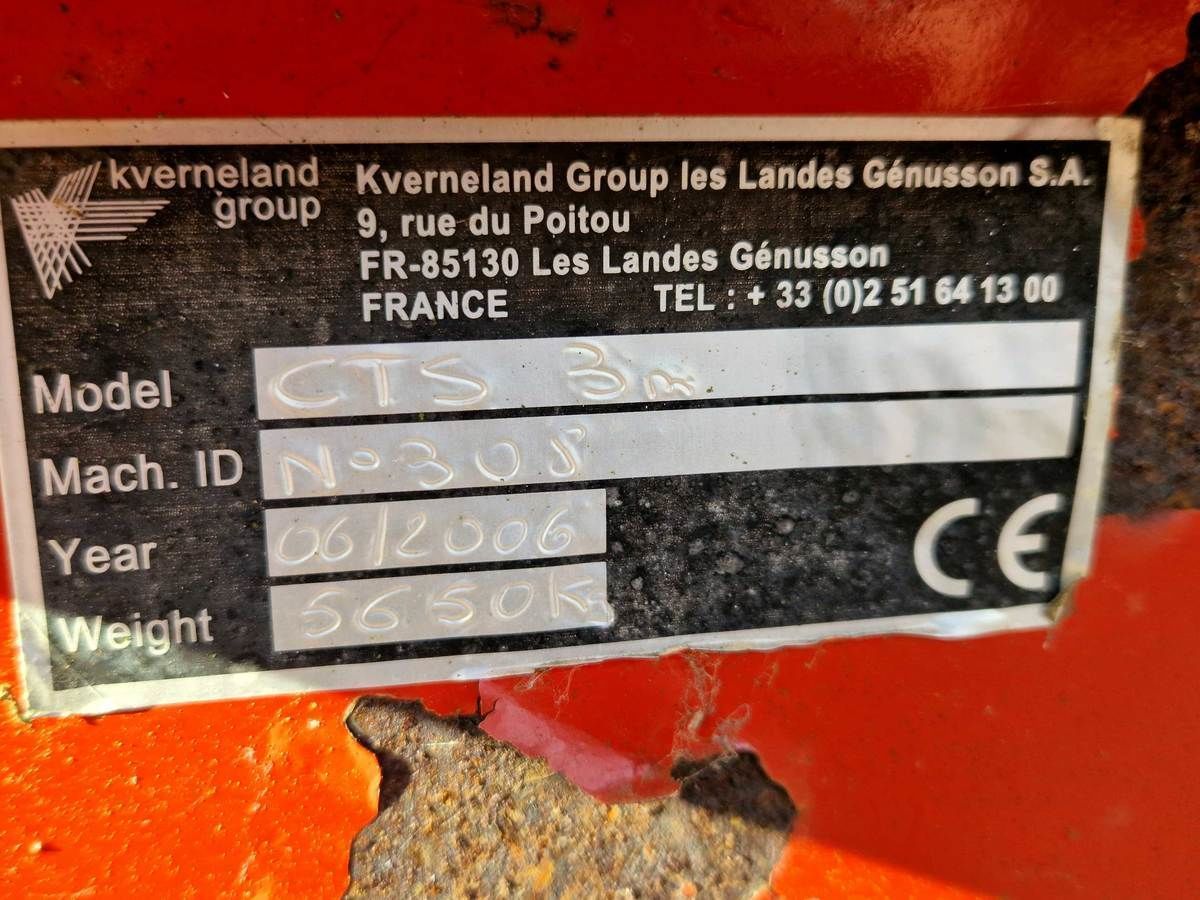 kverneland
group
Kverneland Group les Landes Génusson S.A.
9, rue du Poitou
FR-85130 Les Landes Génusson
FRANCE TEL : + 33 (0)2 51 64 13 00
Model CTS 3m
Mach. ID N° 308
Year 06/2006
Weight 5650Kg
CE